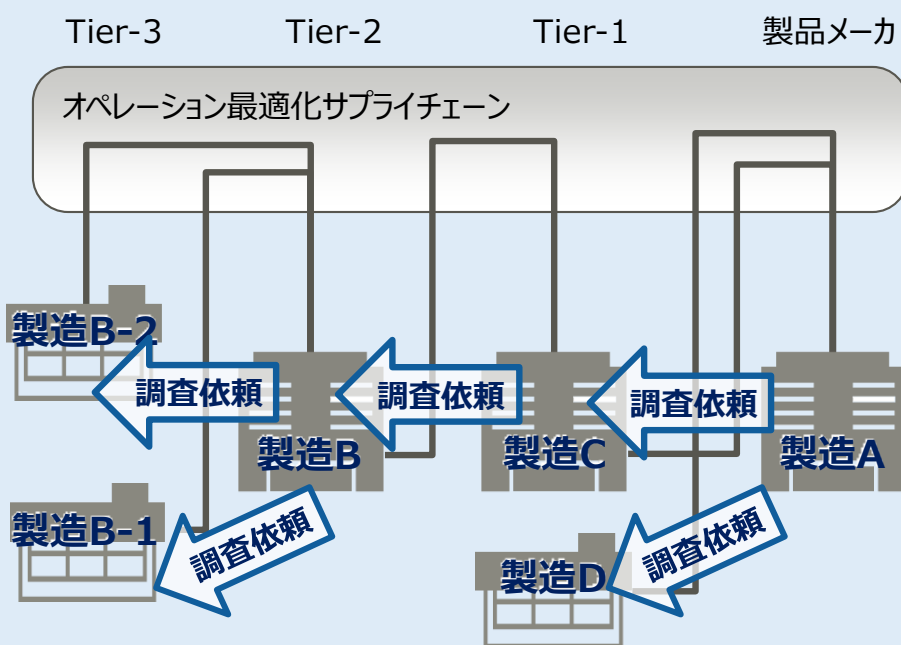 Tier-3
Tier-2
Tier-1
製品メーカ
オペレーション最適化サプライチェーン
製造B-2
調査依頼
調査依頼
調査依頼
製造B
製造C
製造A
製造B-1
調査依頼
製造D
調査依頼